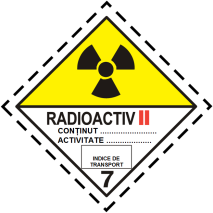 RADIOACTIV II
CONȚINUT ..........................
ACTIVITATE .....................
INDICE DE
TRANSPORT
7